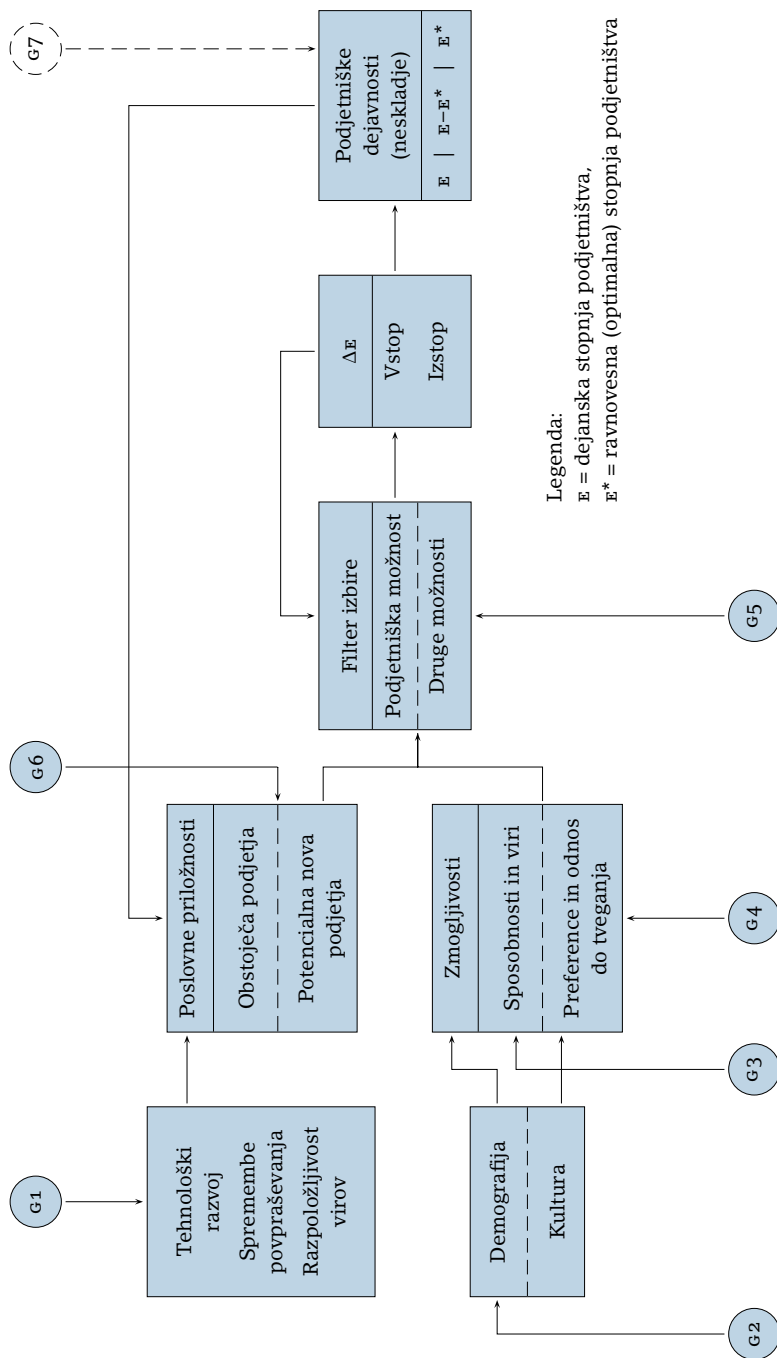 G1
Tehnološki
razvoj
Spremembe
povpraševanja
Razpoložljivost
virov
G2
Demografija
Kultura
G3
G4
Poslovne priložnosti
Obstoječa podjetja
Potencialna nova
podjetja
G6
Zmogljivosti
Sposobnosti in viri
Preference in odnos
do tveganja
Filter izbire
Podjetniška možnost
Druge možnosti
G5
ΔE
Vstop
Izstop
Podjetniške
dejavnosti
(neskladje)
E | E–E* | E*
G7
Legenda:
E = dejanska stopnja podjetništva,
E* = ravnovesna (optimalna) stopnja podjetništva